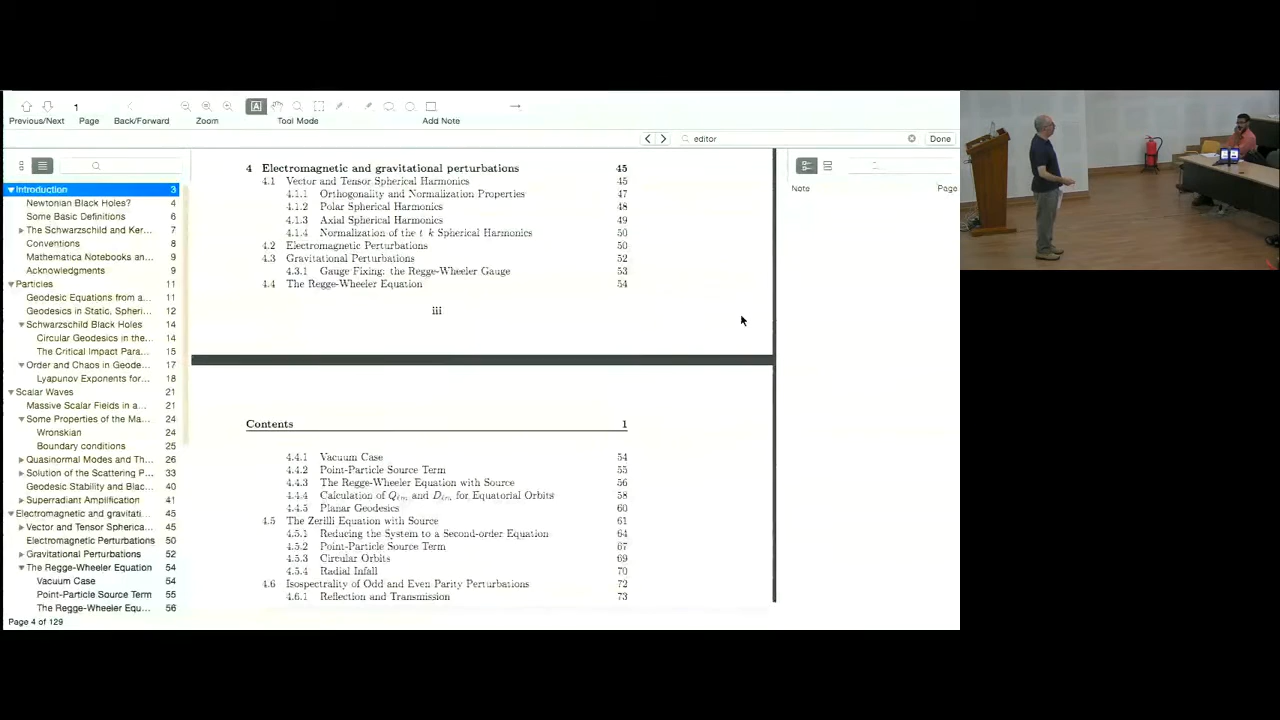 1
Previous/Next Page Back/Forward Zoom Tool Mode Add Note
editor Done
Note Page
Introduction 3
Newtonian Black Holes? 4
Some Basic Definitions 6
The Schwarzschild and Ker... 7
Conventions 8
Mathematica Notebooks an... 9
Acknowledgments 9
Particles 11
Geodesic Equations from a... 11
Geodesics in Static, Spheri... 12
Schwarzschild Black Holes 14
Circular Geodesics in the... 14
The Critical Impact Para... 15
Order and Chaos in Geode... 17
Lyapunov Exponents for... 18
Scalar Waves 21
Massive Scalar Fields in a... 21
Some Properties of the Ma... 24
Wronskian 24
Boundary conditions 25
Quasinormal Modes and Th... 26
Solution of the Scattering P... 33
Geodesic Stability and Blac... 40
Superradiant Amplification 41
Electromagnetic and gravitati... 45
Vector and Tensor Spherica... 45
Electromagnetic Perturbations 50
Gravitational Perturbations 52
The Regge-Wheeler Equation 54
Vacuum Case 54
Point-Particle Source Term 55
The Regge-Wheeler Equ... 56
Page 4 of 129
4 Electromagnetic and gravitational perturbations 45
4.1 Vector and Tensor Spherical Harmonics 45
4.1.1 Orthogonality and Normalization Properties 47
4.1.2 Polar Spherical Harmonics 48
4.1.3 Axial Spherical Harmonics 49
4.1.4 Normalization of the t k Spherical Harmonics 50
4.2 Electromagnetic Perturbations 50
4.3 Gravitational Perturbations 52
4.3.1 Gauge Fixing: the Regge-Wheeler Gauge 53
4.4 The Regge-Wheeler Equation 54
iii
Contents 1
4.4.1 Vacuum Case 54
4.4.2 Point-Particle Source Term 55
4.4.3 The Regge-Wheeler Equation with Source 56
4.4.4 Calculation of Qℓm and Dℓm for Equatorial Orbits 58
4.4.5 Planar Geodesics 60
4.5 The Zerilli Equation with Source 61
4.5.1 Reducing the System to a Second-order Equation 64
4.5.2 Point-Particle Source Term 67
4.5.3 Circular Orbits 69
4.5.4 Radial Infall 70
4.6 Isospectrality of Odd and Even Parity Perturbations 72
4.6.1 Reflection and Transmission 73